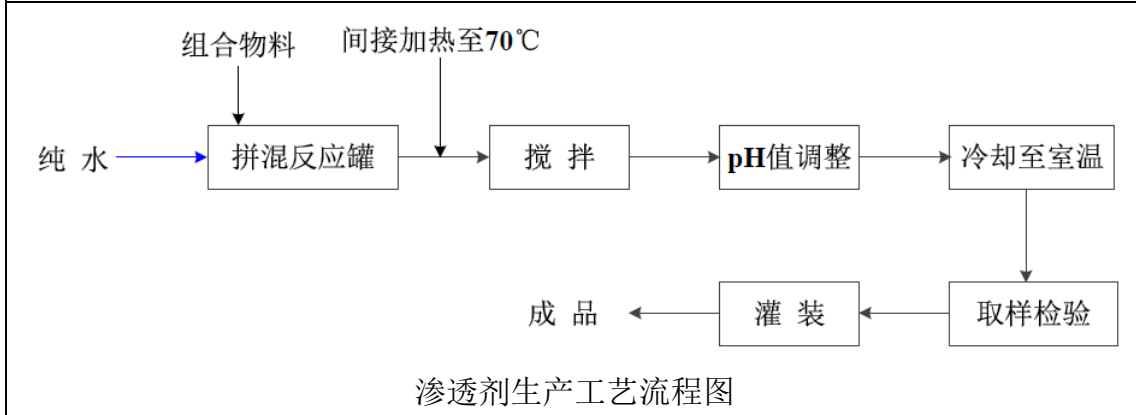 组合物料
间接加热至70℃
纯 水
拼混反应罐
搅 拌
pH值调整
冷却至室温
成 品
灌 装
取样检验
渗透剂生产工艺流程图